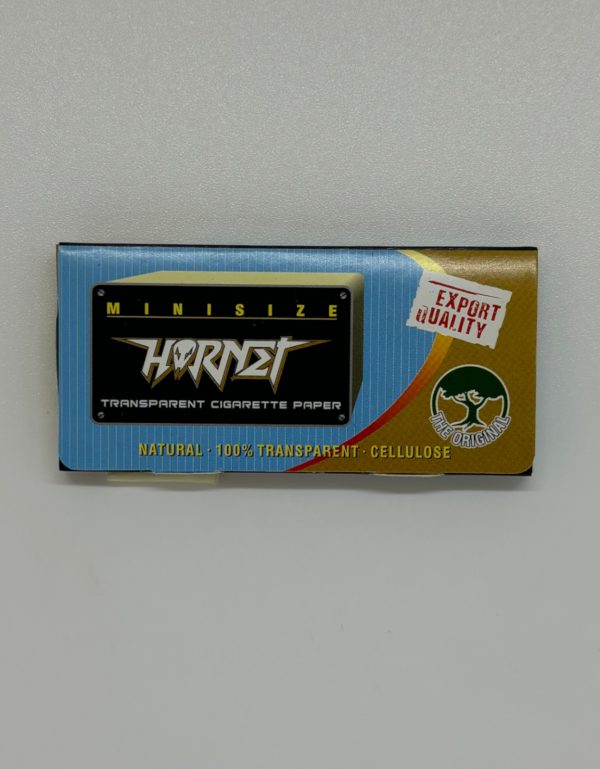 MINISIZE
HORNET
TRANSPARENT CIGARETTE PAPER
EXPORT
QUALITY
THE ORIGINAL
NATURAL · 100% TRANSPARENT · CELLULOSE